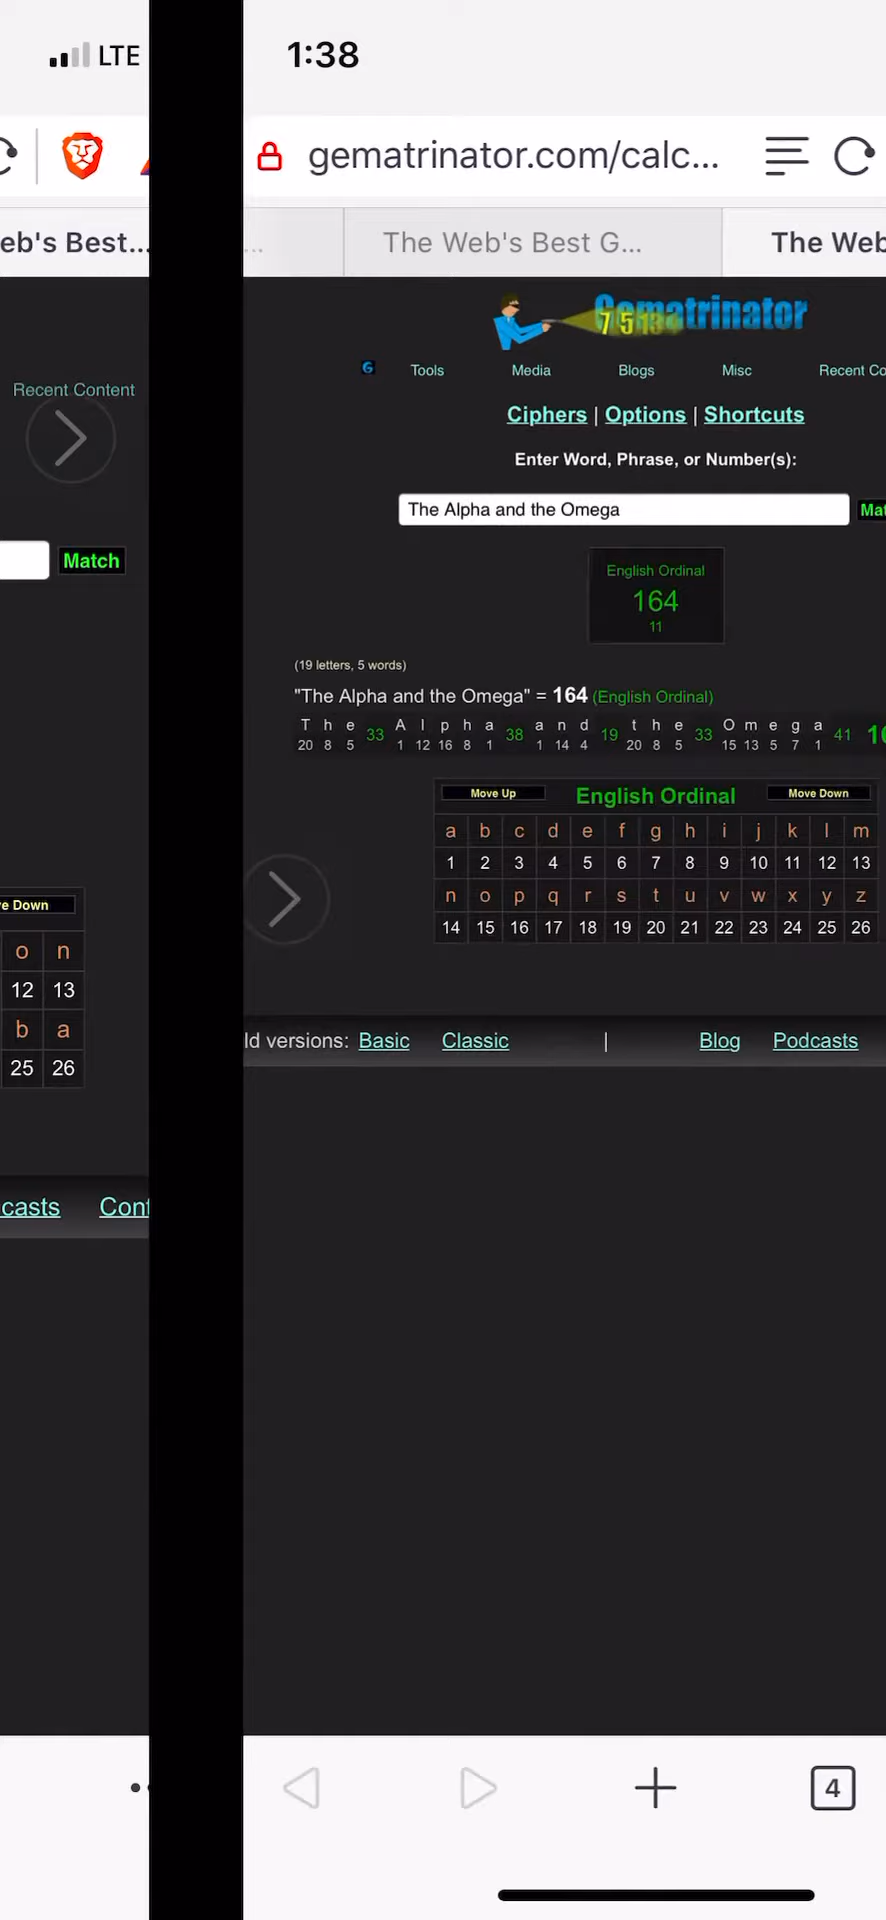 LTE
eb's Best...
Recent Content
Match
e Down
o n
12 13
b a
25 26
casts Cont
1:38
gematrinator.com/calc...
... The Web's Best G... The Web
Gematrinator
7 5 13 4
G Tools Media Blogs Misc Recent Co
Ciphers | Options | Shortcuts
Enter Word, Phrase, or Number(s):
The Alpha and the Omega Mat
English Ordinal
164
11
(19 letters, 5 words)
"The Alpha and the Omega" = 164 (English Ordinal)
T h e 33 A l p h a 38 a n d 19 t h e 33 O m e g a 41 1
20 8 5 1 12 16 8 1 1 14 4 20 8 5 15 13 5 7 1
Move Up English Ordinal Move Down
a b c d e f g h i j k l m
1 2 3 4 5 6 7 8 9 10 11 12 13
n o p q r s t u v w x y z
14 15 16 17 18 19 20 21 22 23 24 25 26
ld versions: Basic Classic | Blog Podcasts
4